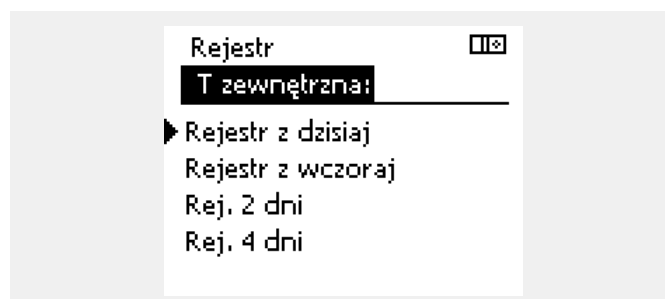 Rejestr
T zewnętrzna:
Rejestr z dzisiaj
Rejestr z wczoraj
Rej. 2 dni
Rej. 4 dni